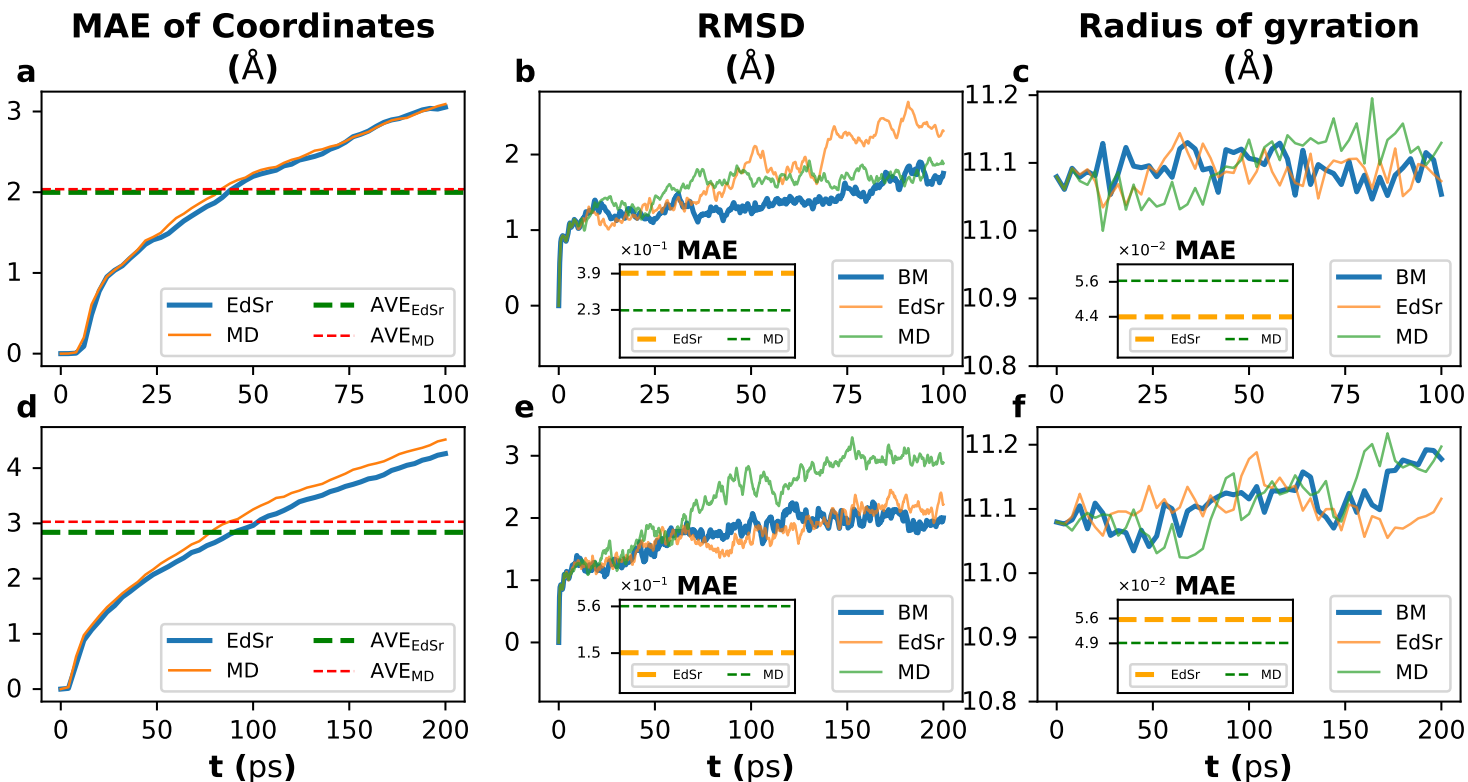 MAE of Coordinates
(Å)
RMSD
(Å)
Radius of gyration
(Å)
a
3
2
1
0
0
25
50
75
100
EdSr
MD
AVE_EdSr
AVE_MD
b
2
1
0
0
25
50
75
100
×10⁻¹
MAE
3.9
2.3
EdSr
MD
BM
EdSr
MD
c
11.2
11.1
11.0
10.9
10.8
0
25
50
75
100
×10⁻²
MAE
5.6
4.4
EdSr
MD
BM
EdSr
MD
d
4
3
2
1
0
0
50
100
150
200
t (ps)
EdSr
MD
AVE_EdSr
AVE_MD
e
3
2
1
0
0
50
100
150
200
t (ps)
×10⁻¹
MAE
5.6
1.5
EdSr
MD
BM
EdSr
MD
f
11.2
11.1
11.0
10.9
10.8
0
50
100
150
200
t (ps)
×10⁻²
MAE
5.6
4.9
EdSr
MD
BM
EdSr
MD